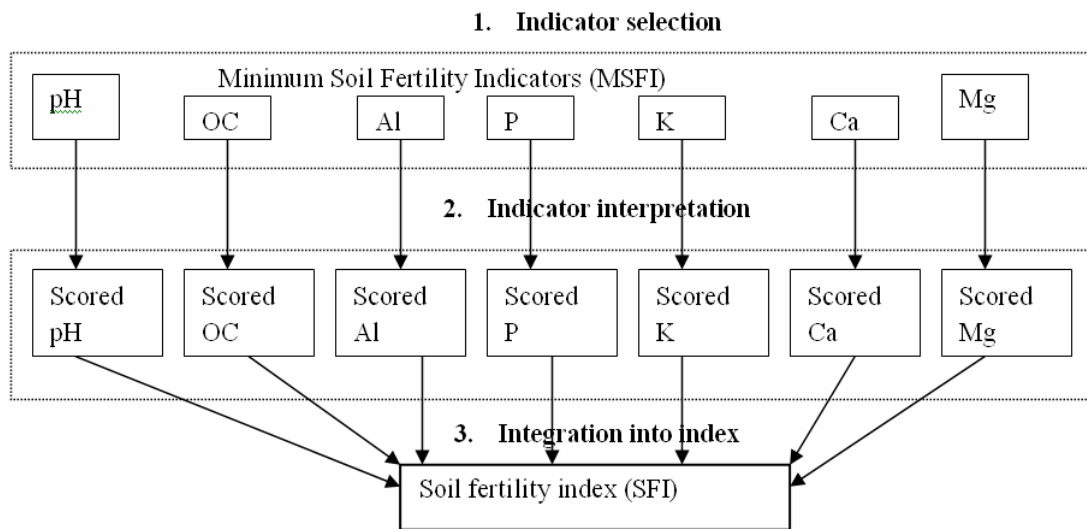 1. Indicator selection
Minimum Soil Fertility Indicators (MSFI)
pH
OC
Al
P
K
Ca
Mg
2. Indicator interpretation
Scored
pH
Scored
OC
Scored
Al
Scored
P
Scored
K
Scored
Ca
Scored
Mg
3. Integration into index
Soil fertility index (SFI)